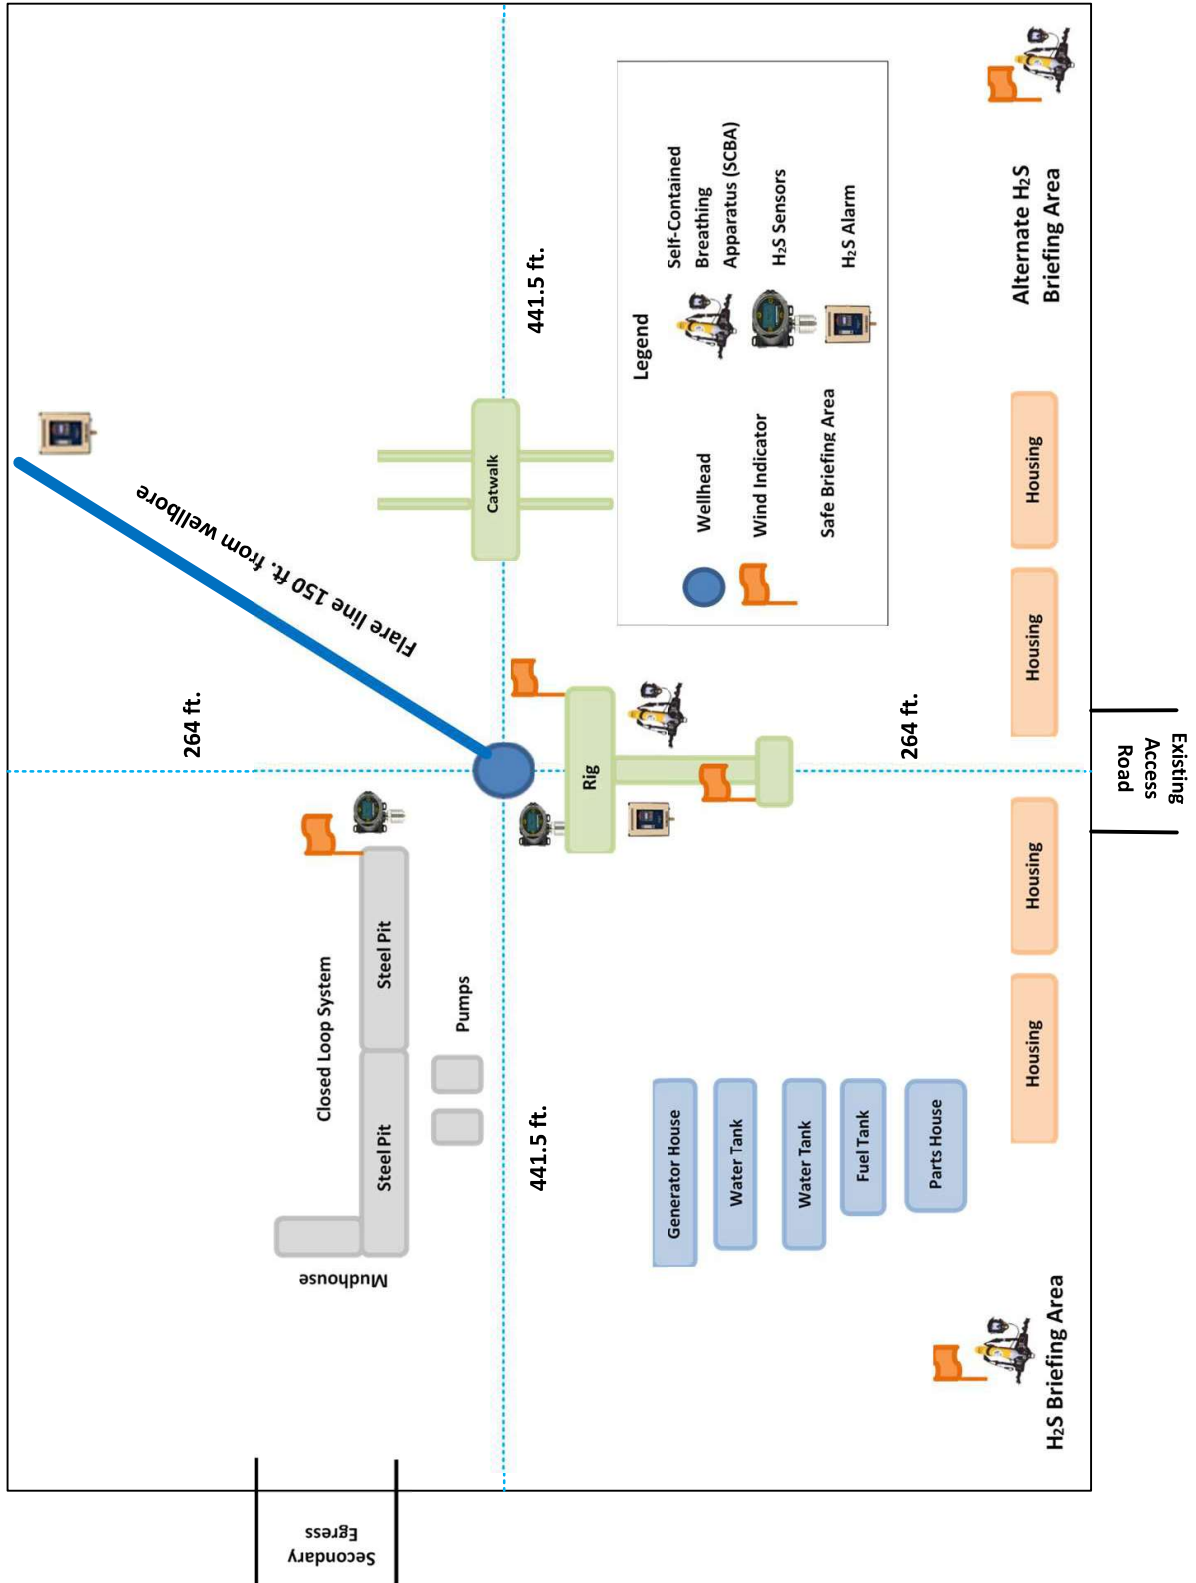 Secondary
Egress
Mudhouse
Closed Loop System
Steel Pit
Steel Pit
Pumps
264 ft.
Flare line 150 ft. from wellbore
441.5 ft.
441.5 ft.
Catwalk
Rig
264 ft.
Generator House
Water Tank
Water Tank
Fuel Tank
Parts House
Legend
Wellhead
Wind Indicator
Safe Briefing Area
Self-Contained
Breathing
Apparatus (SCBA)
H₂S Sensors
H₂S Alarm
Housing
Housing
Housing
Housing
H₂S Briefing Area
Alternate H₂S
Briefing Area
Existing
Access
Road